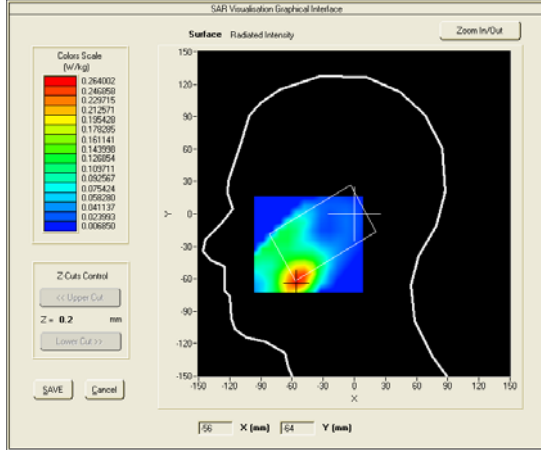 SAR Visualisation Graphical Interface
Surface Radiated Intensity
Zoom In/Out
Colors Scale
(W/kg)
0.264002
0.246858
0.229715
0.212571
0.195428
0.178285
0.161141
0.143998
0.126854
0.109711
0.092567
0.075424
0.058280
0.041137
0.023993
0.006850
Z Cuts Control
<< Upper Cut
Z = 0.2 mm
Lower Cut >>
SAVE Cancel
150
120
90
60
30
0
-30
-60
-90
-120
-150
Y
-150 -120 -90 -60 -30 0 30 60 90 120 150
X
-56 X (mm) -64 Y (mm)